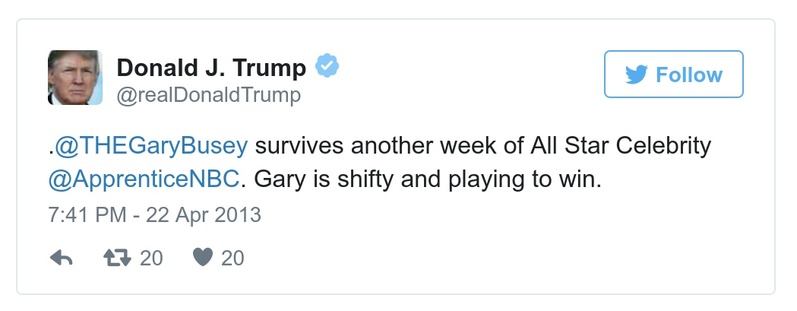 Donald J. Trump
@realDonaldTrump
Follow
.@THEGaryBusey survives another week of All Star Celebrity
@ApprenticeNBC. Gary is shifty and playing to win.
7:41 PM - 22 Apr 2013
20 20